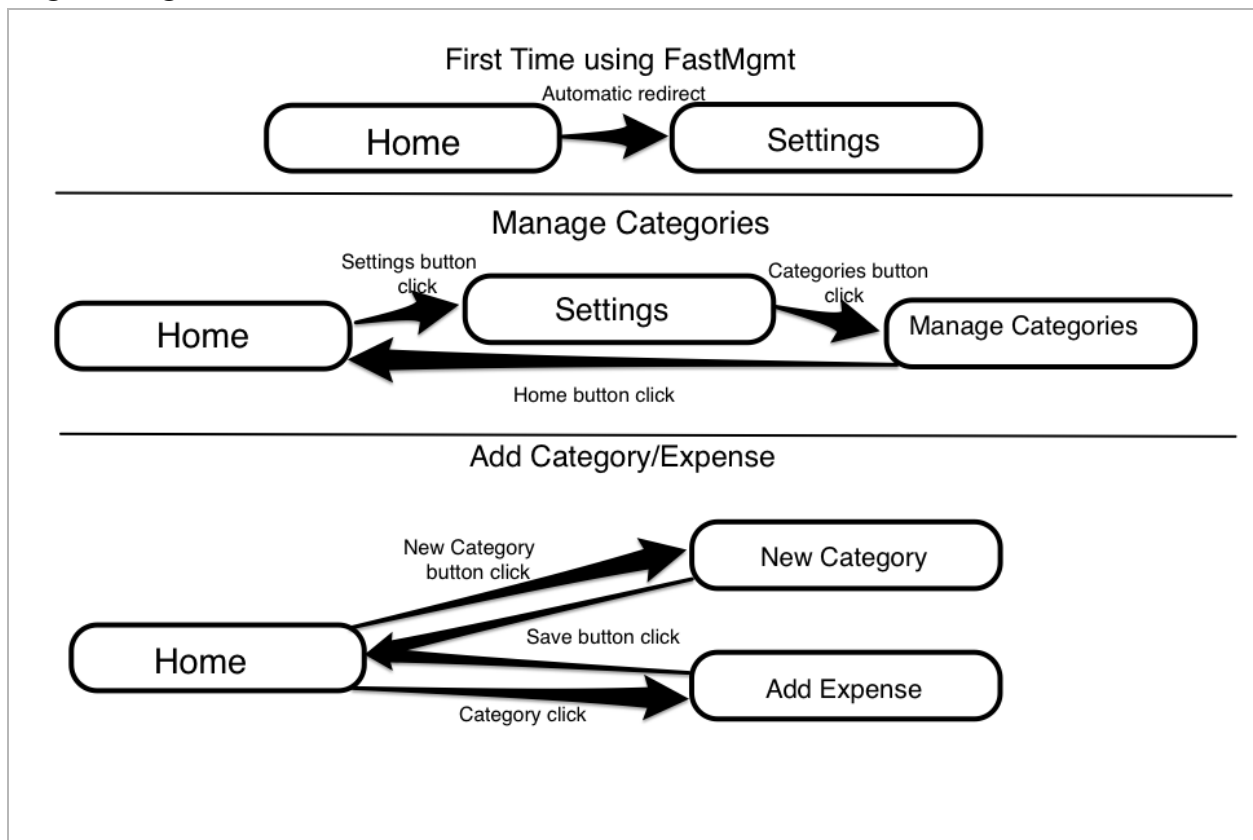 First Time using FastMgmt
Automatic redirect
Home
Settings
Manage Categories
Settings button
click
Categories button
click
Home
Settings
Manage Categories
Home button click
Add Category/Expense
New Category
button click
New Category
Save button click
Home
Add Expense
Category click